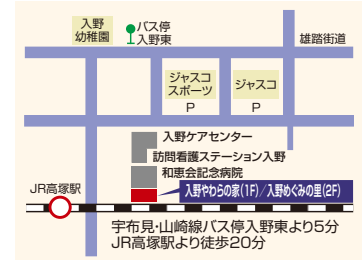 入野
幼稚園
バス停
入野東
雄踏街道
ジャスコ
スポーツ
P
ジャスコ
P
入野ケアセンター
訪問看護ステーション入野
和恵会記念病院
入野やわらの家(1F)/入野めぐみの里(2F)
JR高塚駅
宇布見・山崎線バス停入野東より5分
JR高塚駅より徒歩20分